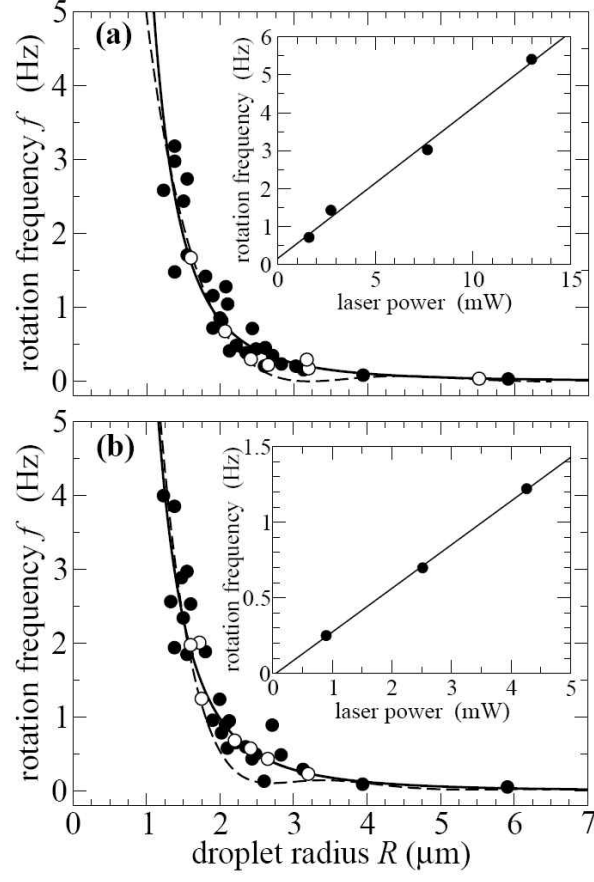 (a)
rotation frequency f (Hz)
5
4
3
2
1
0
rotation frequency (Hz)
6
5
4
3
2
1
0
0 5 10 15
laser power (mW)
(b)
rotation frequency f (Hz)
5
4
3
2
1
0
rotation frequency (Hz)
1.5
1
0.5
0
0 1 2 3 4 5
laser power (mW)
0 1 2 3 4 5 6 7
droplet radius R (μm)